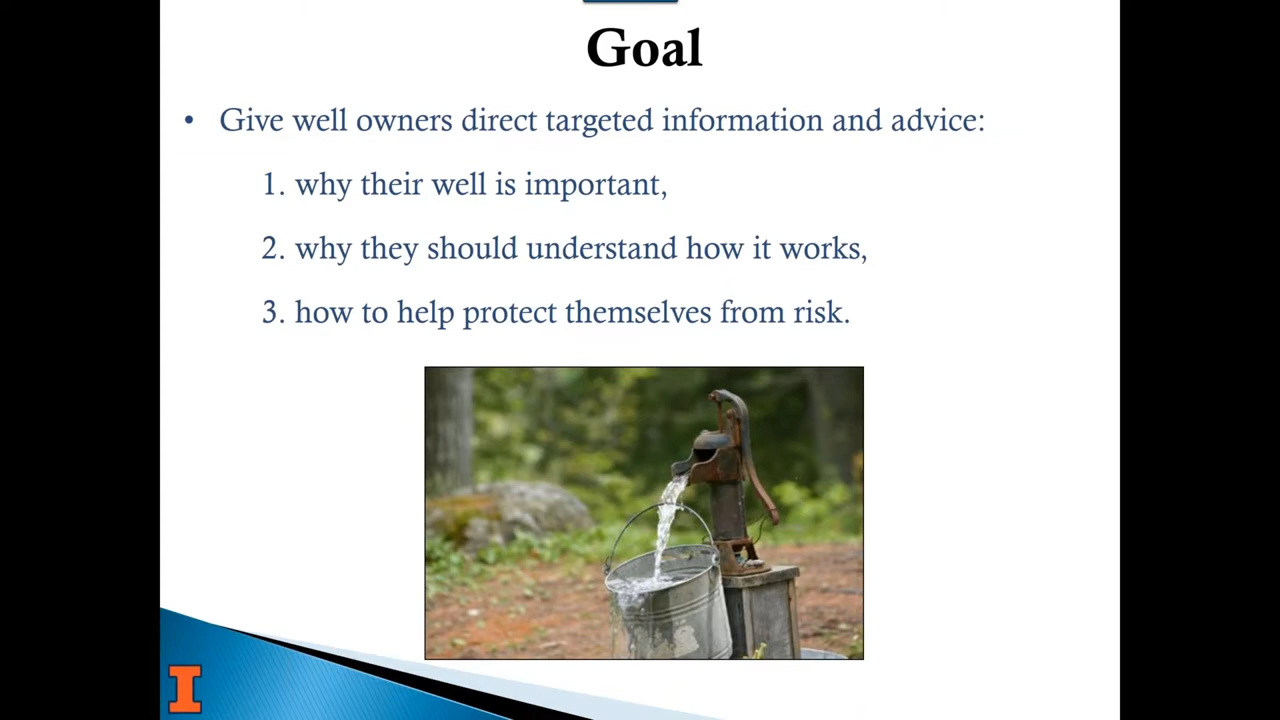 Goal
• Give well owners direct targeted information and advice:
1. why their well is important,
2. why they should understand how it works,
3. how to help protect themselves from risk.
I